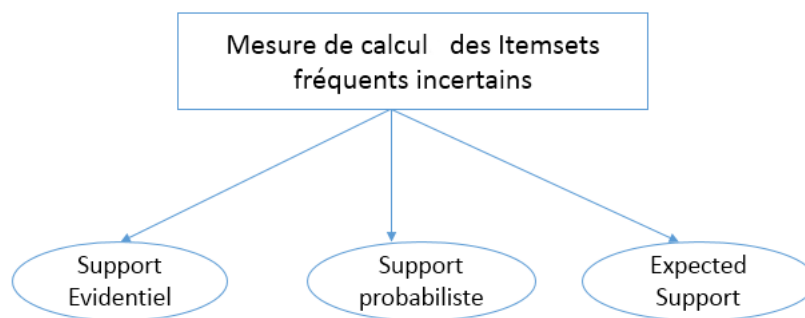 Mesure de calcul des Itemsets
fréquents incertains
Support
Evidentiel
Support
probabiliste
Expected
Support